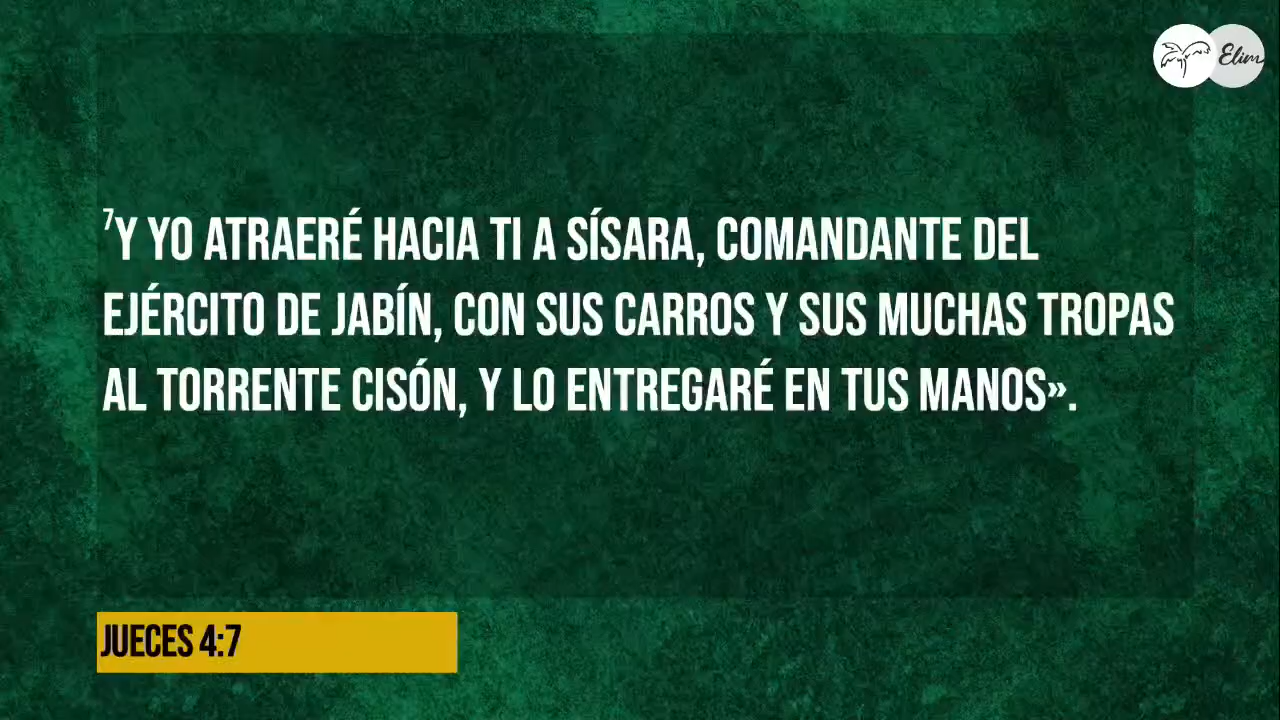 Elim
⁷Y YO ATRAERÉ HACIA TI A SÍSARA, COMANDANTE DEL
EJÉRCITO DE JABÍN, CON SUS CARROS Y SUS MUCHAS TROPAS
AL TORRENTE CISÓN, Y LO ENTREGARÉ EN TUS MANOS».
JUECES 4:7